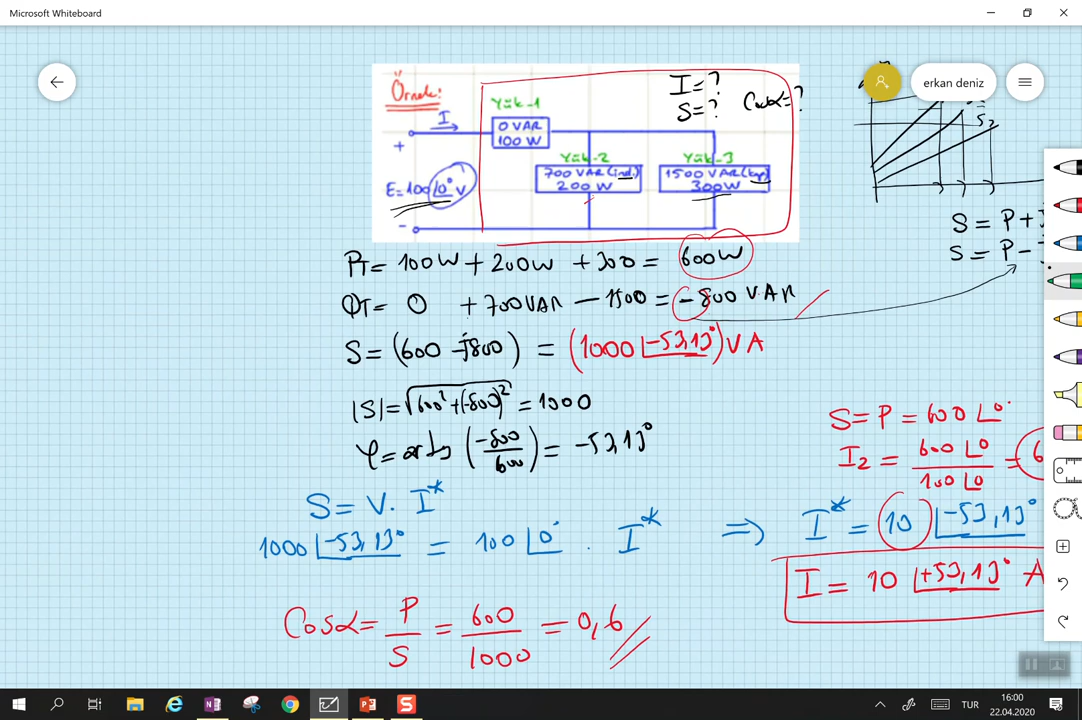 Microsoft Whiteboard
erkan deniz
Örnek:
I
+
E=100 ∠0° V
-
Yük-1
0 VAR
100 W
Yük-2
700 VAR (ind.)
200 W
Yük-3
1500 VAR (kap)
300W
I=?
S=?
Cosα=?
S = P+
S = P-
PT= 100W + 200W + 300 = 600W
QT= 0 + 700VAR - 1500 = -800 VAR
S = (600 - j800) = (1000 ∠-53,13°) VA
|S| = √600²+(-800)² = 1000
φ = arctg (-800/600) = -53,13°
S = V. I*
1000 ∠-53,13° = 100 ∠0° . I*
⇒ I* = 10 ∠-53,13°
I = 10 ∠+53,13° A
S = P = 600 ∠0°
I2 = 600 ∠0° / 100 ∠0° = 6
Cosα = P/S = 600/1000 = 0,6
TUR
16:00
22.04.2020